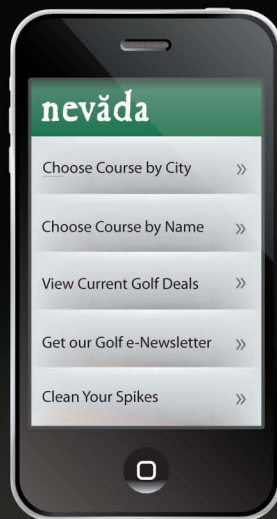 nevăda
Choose Course by City »
Choose Course by Name »
View Current Golf Deals »
Get our Golf e-Newsletter »
Clean Your Spikes »